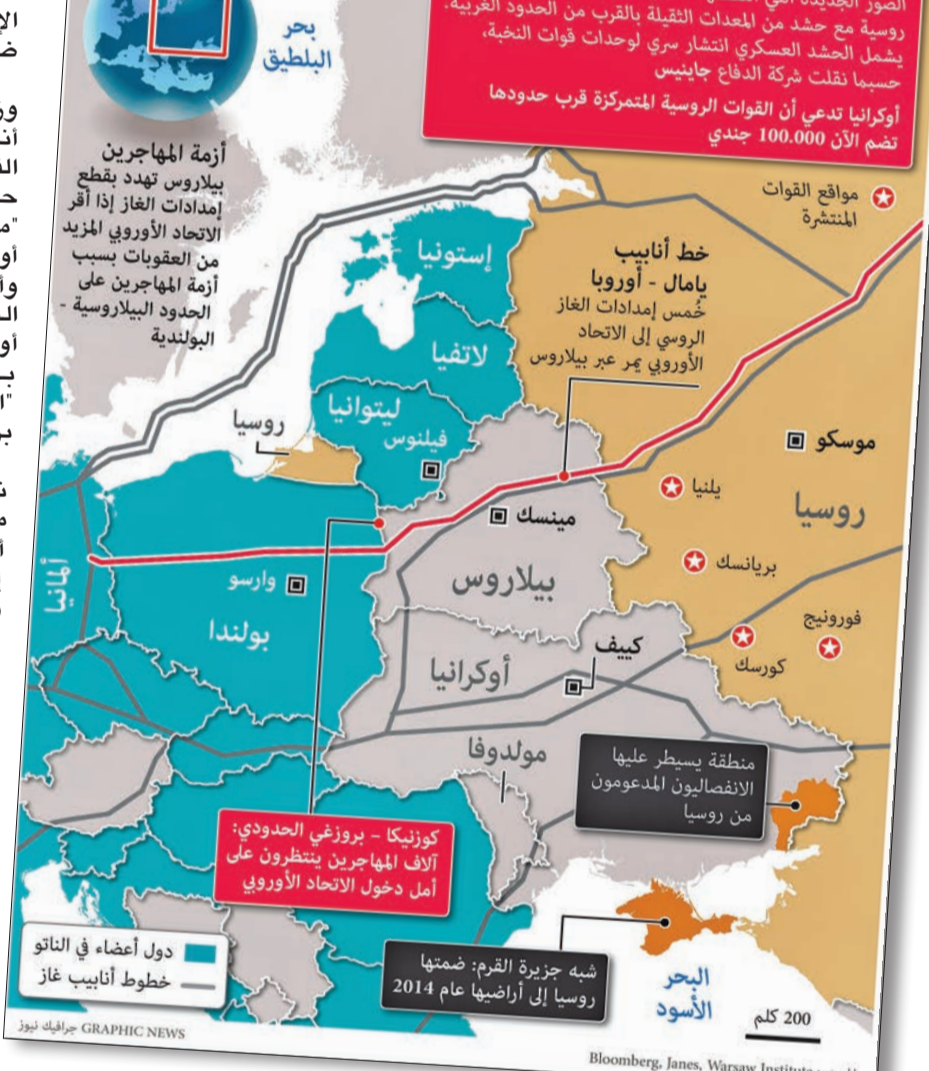 روسية مع حشد من المعدات الثقيلة بالقرب من الحدود الغربية.
يشمل الحشد العسكري انتشار سري لوحدات قوات النخبة،
حسبما نقلت شركة الدفاع جاينيس
أوكرانيا تدعي أن القوات الروسية المتمركزة قرب حدودها
تضم الآن 100.000 جندي
بحر
البلطيق
أزمة المهاجرين
بيلاروس تهدد بقطع
إمدادات الغاز إذا أقر
الاتحاد الأوروبي المزيد
من العقوبات بسبب
أزمة المهاجرين على
الحدود البيلاروسية -
البولندية
مواقع القوات
المنتشرة
خط أنابيب
يامال - أوروبا
خُمس إمدادات الغاز
الروسي إلى الاتحاد
الأوروبي يمر عبر بيلاروس
إستونيا
لاتفيا
ليتوانيا
فيلنوس
روسيا
موسكو
روسيا
يلنيا
بريانسك
فورونيج
كورسك
مينسك
بيلاروس
ألمانيا
وارسو
بولندا
كييف
أوكرانيا
مولدوفا
منطقة يسيطر عليها
الانفصاليون المدعومون
من روسيا
كوزنيكا - بروزغي الحدودي:
آلاف المهاجرين ينتظرون على
أمل دخول الاتحاد الأوروبي
شبه جزيرة القرم: ضمتها
روسيا إلى أراضيها عام 2014
البحر
الأسود
200 كلم
دول أعضاء في الناتو
خطوط أنابيب غاز
GRAPHIC NEWS جرافيك نيوز
Bloomberg, Janes, Warsaw Institute